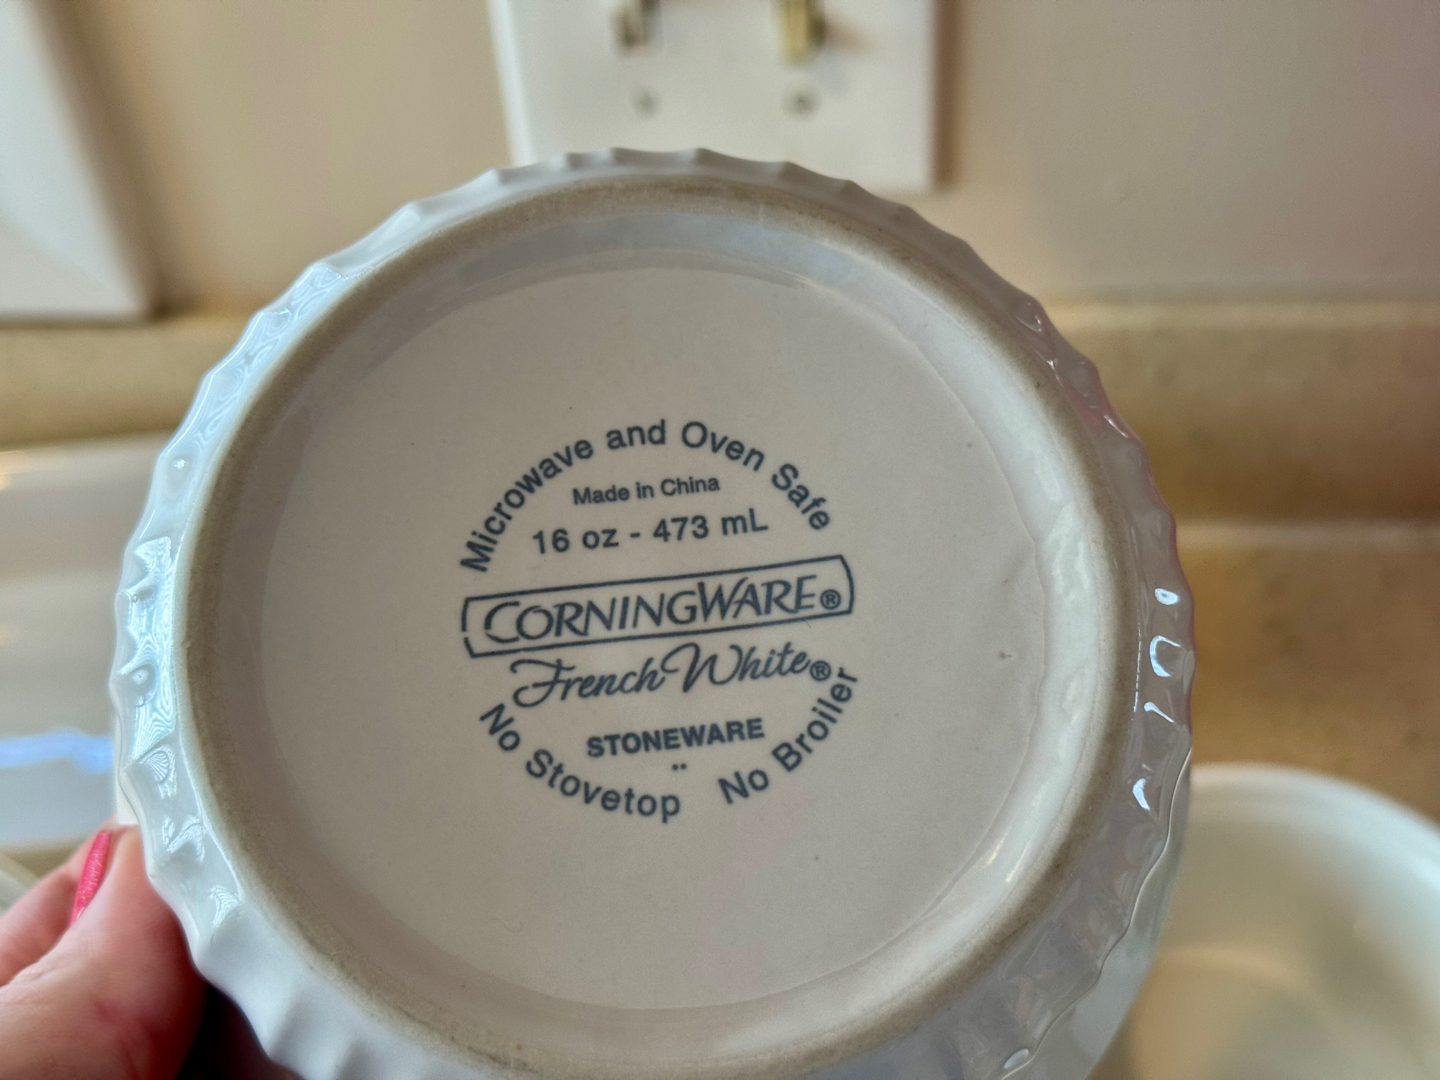 Microwave and Oven Safe
Made in China
16 oz - 473 mL
CORNINGWARE®
French White®
STONEWARE
No Stovetop No Broiler